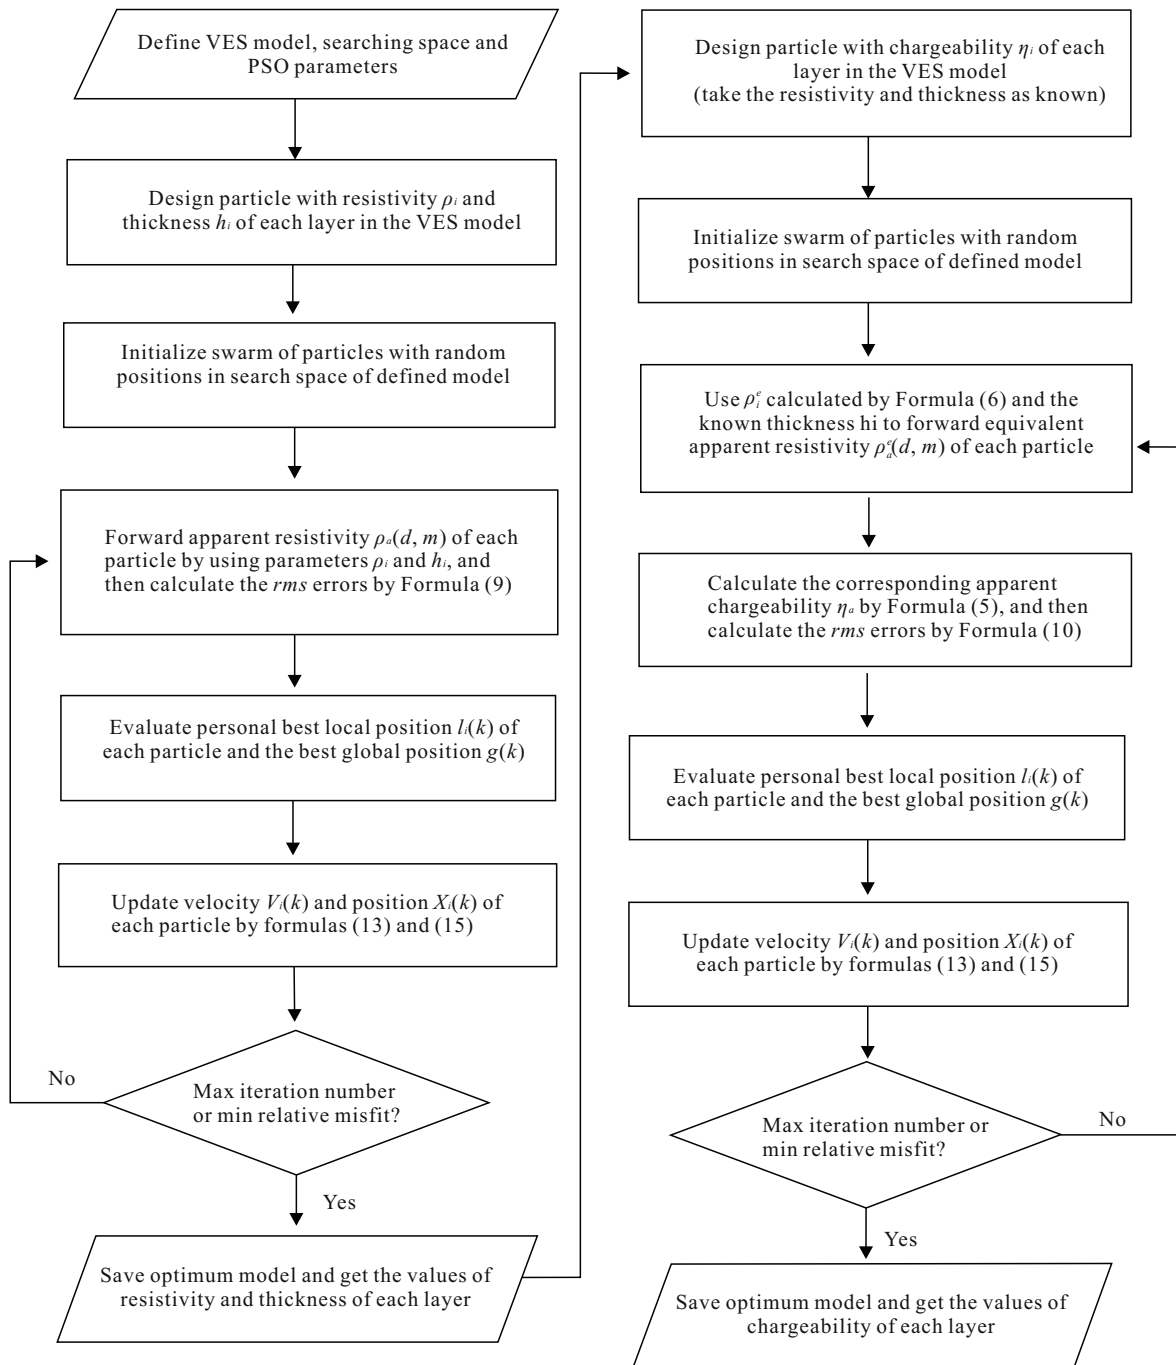 Define VES model, searching space and
PSO parameters
Design particle with resistivity ρi and
thickness hi of each layer in the VES model
Initialize swarm of particles with random
positions in search space of defined model
Forward apparent resistivity ρa(d, m) of each
particle by using parameters ρi and hi, and
then calculate the rms errors by Formula (9)
Evaluate personal best local position li(k) of
each particle and the best global position g(k)
Update velocity Vi(k) and position Xi(k) of
each particle by formulas (13) and (15)
No
Max iteration number
or min relative misfit?
Yes
Save optimum model and get the values of
resistivity and thickness of each layer
Design particle with chargeability ηi of each
layer in the VES model
(take the resistivity and thickness as known)
Initialize swarm of particles with random
positions in search space of defined model
Use ρie calculated by Formula (6) and the
known thickness hi to forward equivalent
apparent resistivity ρae(d, m) of each particle
Calculate the corresponding apparent
chargeability ηa by Formula (5), and then
calculate the rms errors by Formula (10)
Evaluate personal best local position li(k) of
each particle and the best global position g(k)
Update velocity Vi(k) and position Xi(k) of
each particle by formulas (13) and (15)
Max iteration number or
min relative misfit?
No
Yes
Save optimum model and get the values of
chargeability of each layer